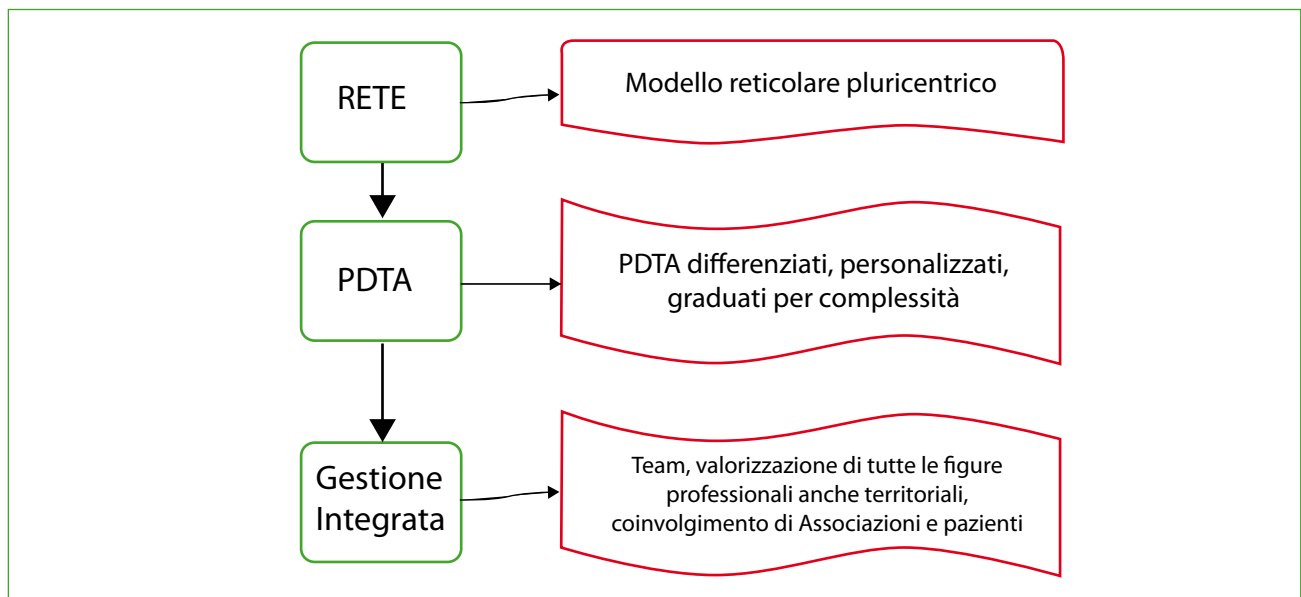 RETE
Modello reticolare pluricentrico
PDTA
PDTA differenziati, personalizzati,
graduati per complessità
Gestione
Integrata
Team, valorizzazione di tutte le figure
professionali anche territoriali,
coinvolgimento di Associazioni e pazienti